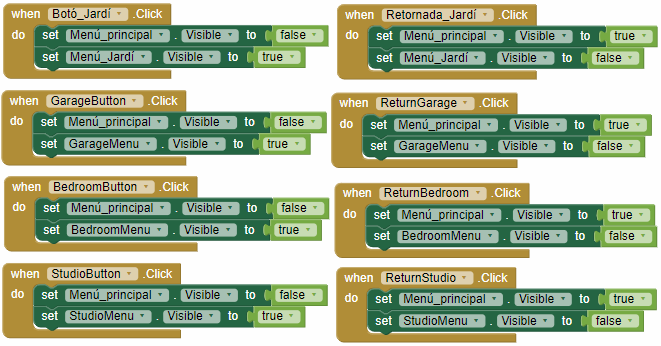 when Botó_Jardí .Click
do set Menú_principal . Visible to false
set Menú_Jardí . Visible to true
when Retornada_Jardí .Click
do set Menú_principal . Visible to true
set Menú_Jardí . Visible to false
when GarageButton .Click
do set Menú_principal . Visible to false
set GarageMenu . Visible to true
when ReturnGarage .Click
do set Menú_principal . Visible to true
set GarageMenu . Visible to false
when BedroomButton .Click
do set Menú_principal . Visible to false
set BedroomMenu . Visible to true
when ReturnBedroom .Click
do set Menú_principal . Visible to true
set BedroomMenu . Visible to false
when StudioButton .Click
do set Menú_principal . Visible to false
set StudioMenu . Visible to true
when ReturnStudio .Click
do set Menú_principal . Visible to true
set StudioMenu . Visible to false